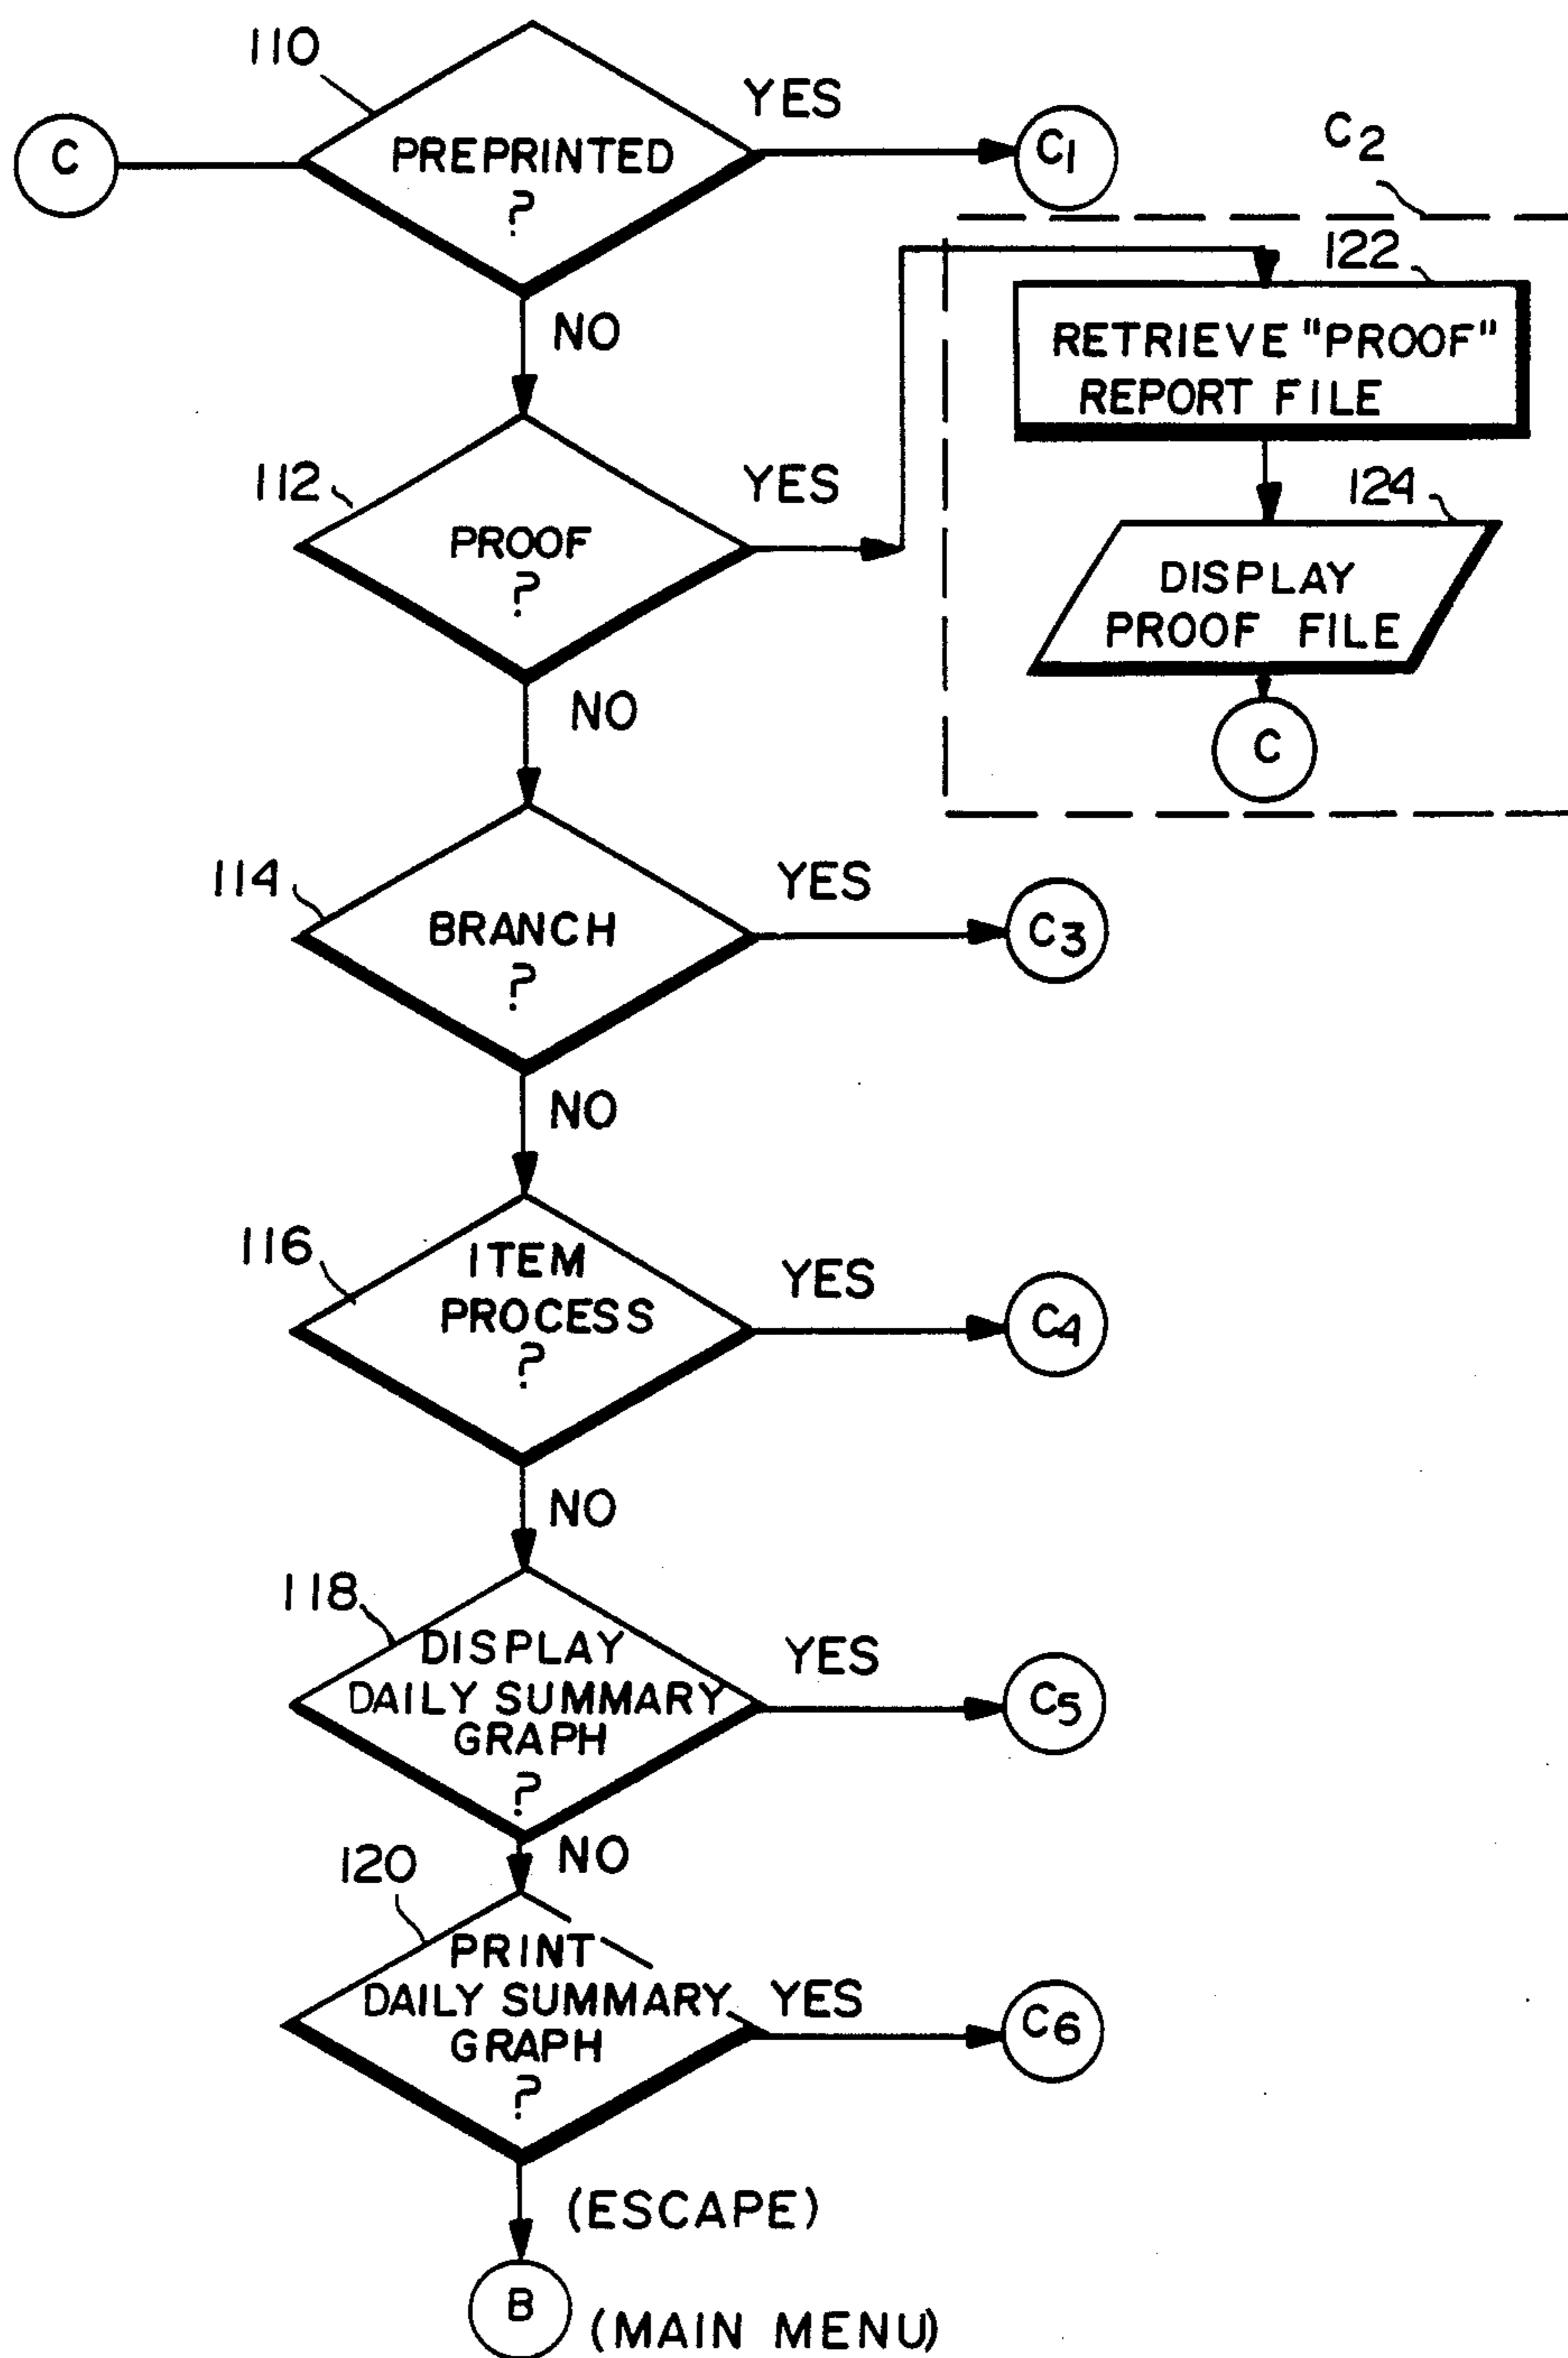 110
YES
C
PREPRINTED
?
C1
C2
NO
122
RETRIEVE "PROOF"
REPORT FILE
112
YES
PROOF
?
124
DISPLAY
PROOF FILE
NO
C
114
YES
BRANCH
?
C3
NO
116
ITEM
PROCESS
?
YES
C4
NO
118
DISPLAY
DAILY SUMMARY
GRAPH
?
YES
C5
NO
120
PRINT
DAILY SUMMARY
GRAPH
?
YES
C6
(ESCAPE)
B
(MAIN MENU)